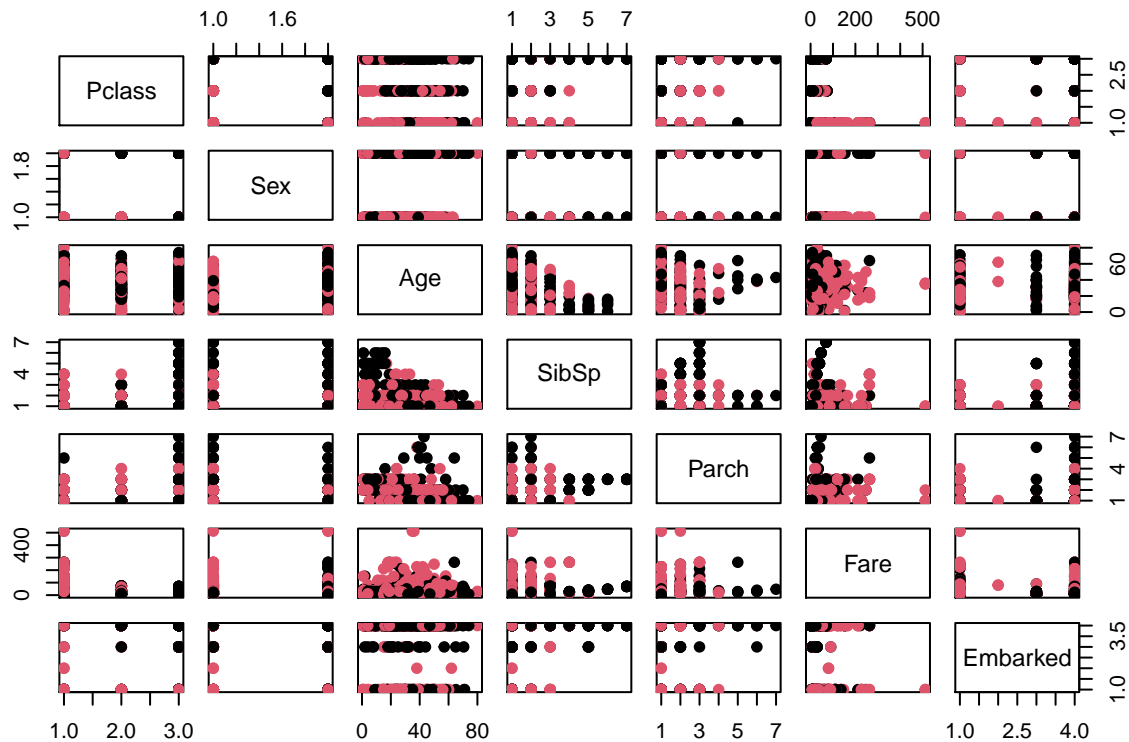 1.0 1.6 1 3 5 7 0 200 500
Pclass 1.0 2.5
1.0 1.8 Sex
Age 0 60
1 4 7 SibSp
Parch 1 4 7
0 400 Fare
Embarked 1.0 3.5
1.0 2.0 3.0 0 40 80 1 3 5 7 1.0 2.5 4.0